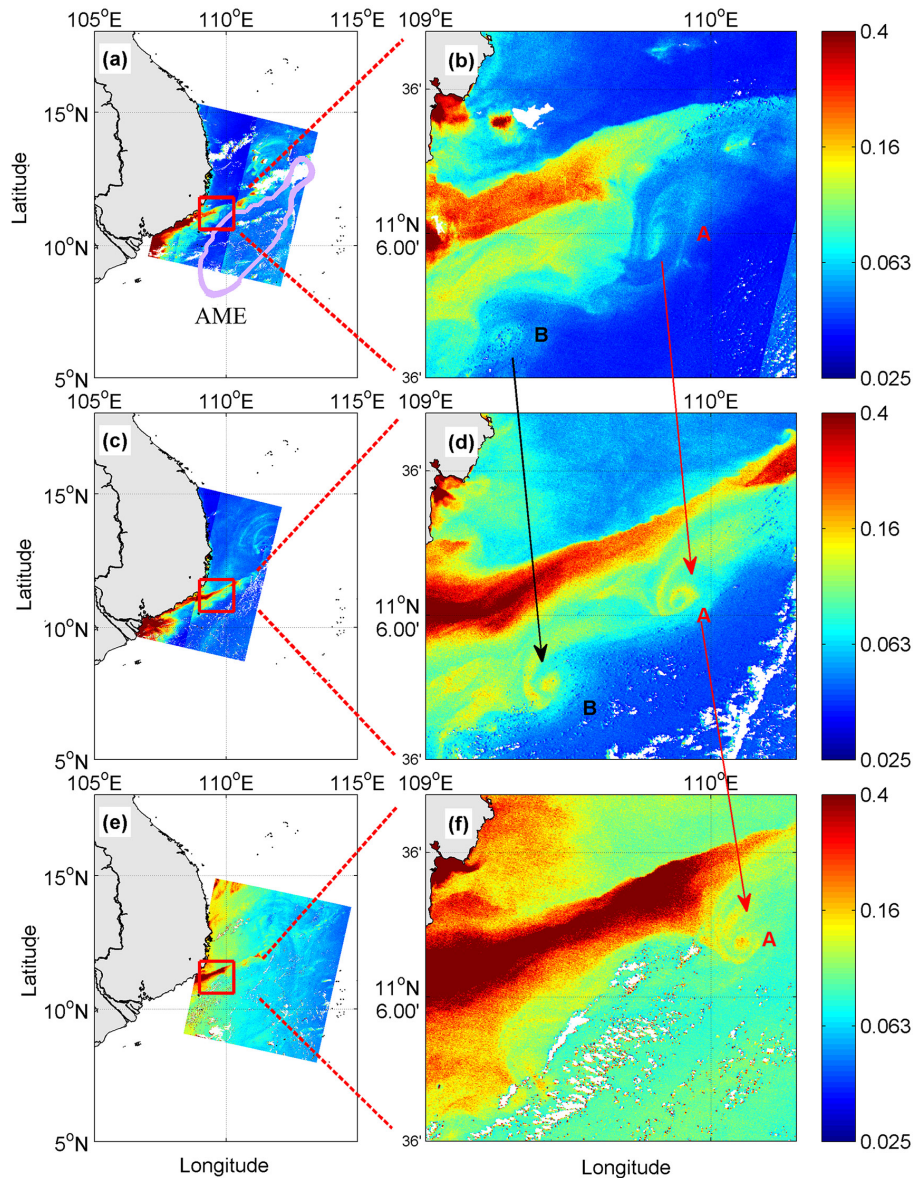 105°E 110°E 115°E 109°E 110°E
(a) (b) 0.4
15°N 36'
Latitude
0.16
10°N 11°N
6.00' A
0.063
AME B
5°N 36' 0.025
105°E 110°E 115°E 109°E 110°E
(c) (d) 0.4
15°N 36'
Latitude
0.16
10°N 11°N
6.00' A
0.063
B
5°N 36' 0.025
105°E 110°E 115°E 109°E 110°E
(e) (f) 0.4
15°N 36'
Latitude
0.16
A
10°N 11°N
6.00'
0.063
5°N 36' 0.025
Longitude Longitude